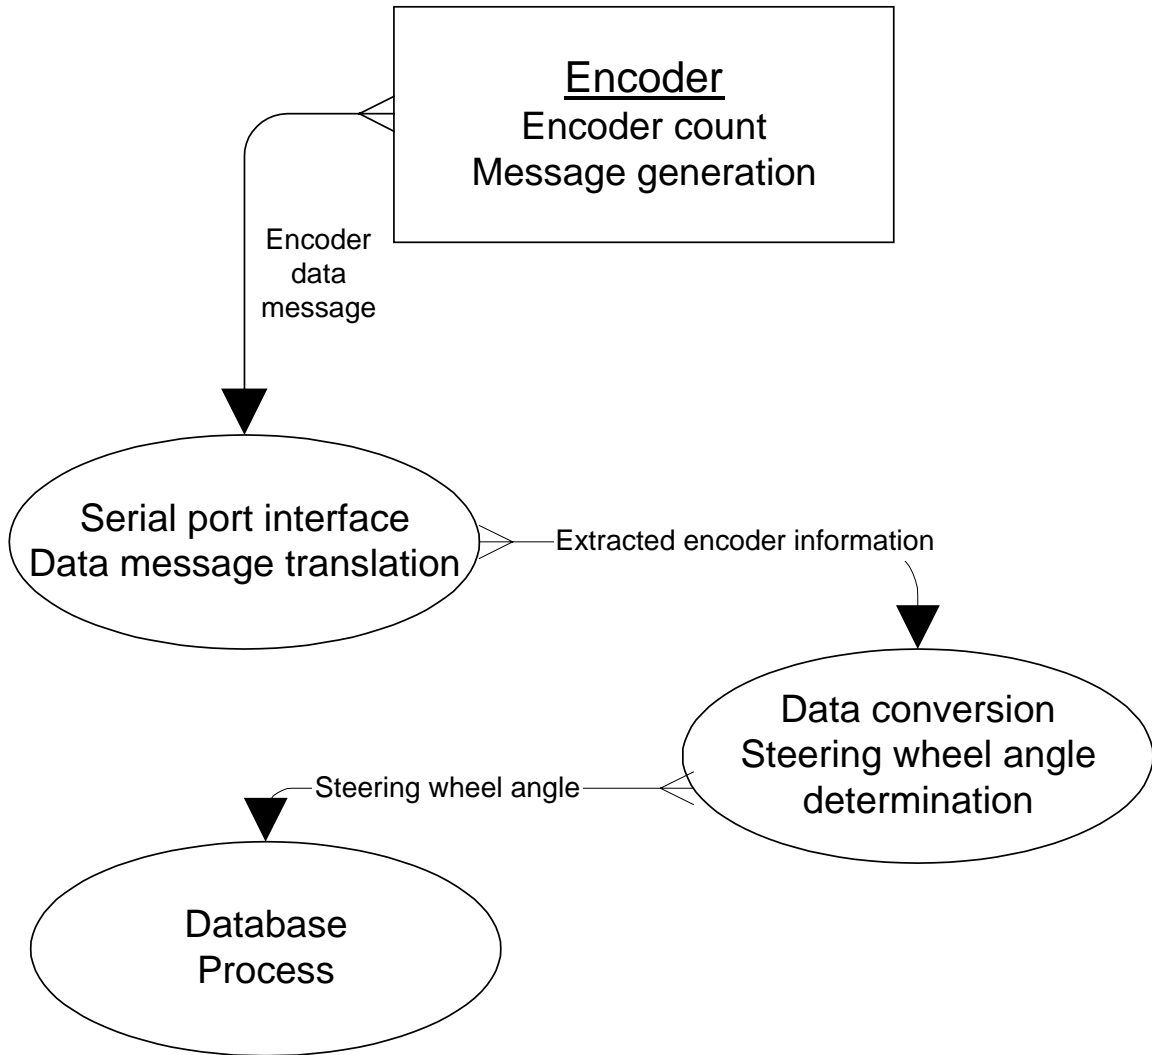 Encoder
Encoder count
Message generation
Encoder
data
message
Serial port interface
Data message translation
Extracted encoder information
Data conversion
Steering wheel angle
determination
Steering wheel angle
Database
Process